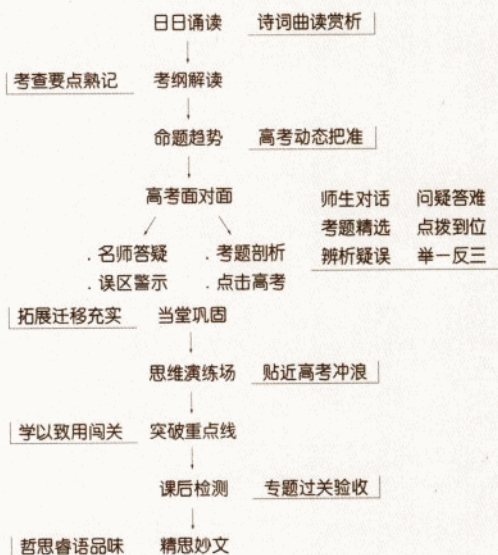 日日诵读 诗词曲读赏析
考查要点熟记 考纲解读
命题趋势 高考动态把准
高考面对面
师生对话 问疑答难
考题精选 点拨到位
辨析疑误 举一反三
.名师答疑 .考题剖析
.误区警示 .点击高考
拓展迁移充实 当堂巩固
思维演练场 贴近高考冲浪
学以致用闯关 突破重点线
课后检测 专题过关验收
哲思睿语品味 精思妙文